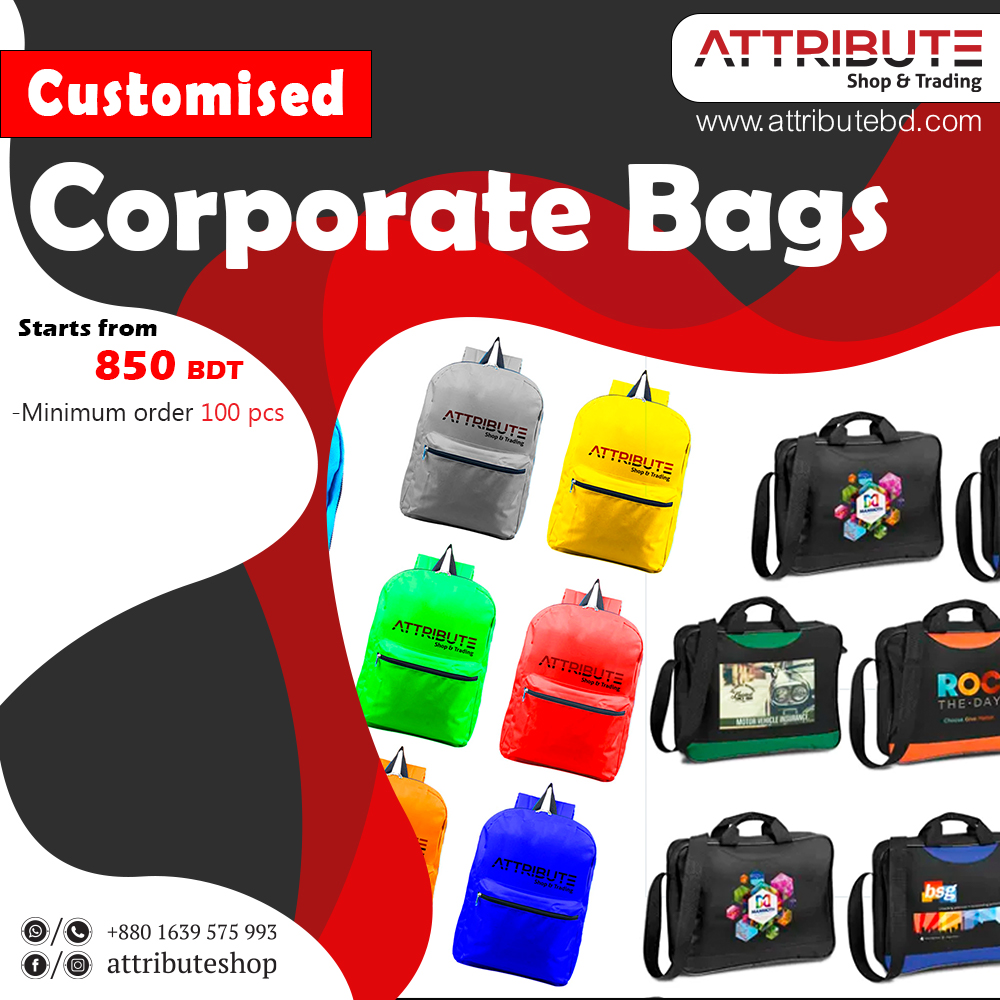 ATTRIBUTE
Shop & Trading
www.attributebd.com
Customised
Corporate Bags
Starts from
850 BDT
-Minimum order 100 pcs
ATTRIBUTE
Shop & Trading
ATTRIBUTE
Shop & Trading
ATTRIBUTE
Shop & Trading
ATTRIBUTE
Shop & Trading
ATTRIBUTE
Shop & Trading
MOTOR VEHICLE INSURANCE
ROC
THE·DAY
bsg
+880 1639 575 993
attributeshop